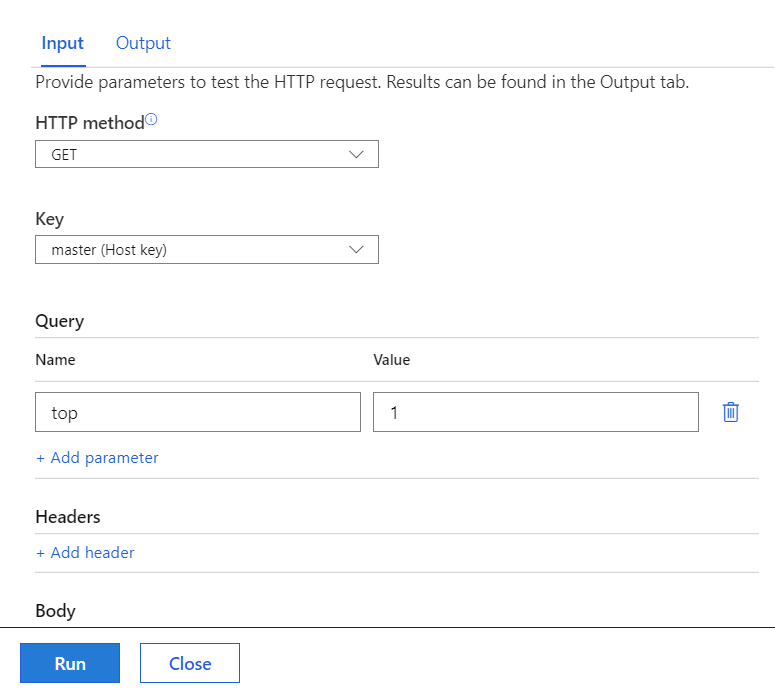 Input Output
Provide parameters to test the HTTP request. Results can be found in the Output tab.
HTTP method
GET
Key
master (Host key)
Query
Name Value
top 1
+ Add parameter
Headers
+ Add header
Body
Run Close